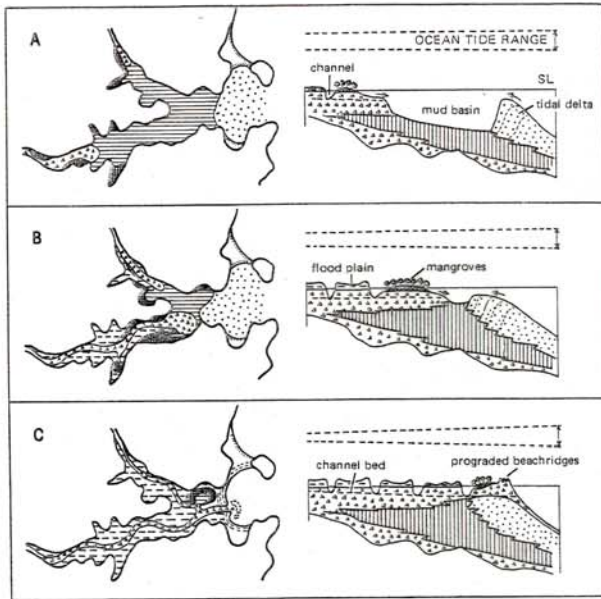 A
OCEAN TIDE RANGE
channel
SL
mud basin
tidal delta
B
flood plain
mangroves
C
channel bed
prograded beachridges